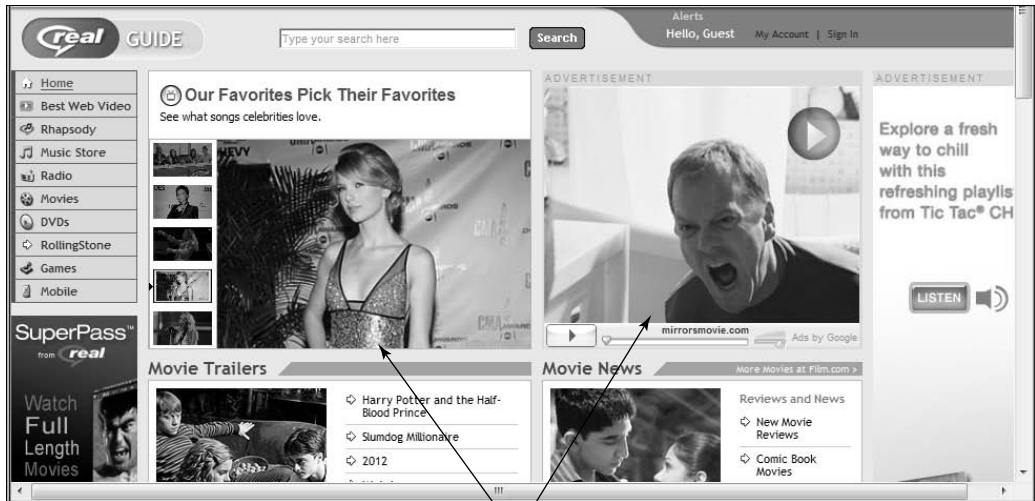 real GUIDE
Type your search here
Search
Alerts
Hello, Guest My Account | Sign In
Home
Best Web Video
Rhapsody
Music Store
Radio
Movies
DVDs
RollingStone
Games
Mobile
SuperPass™
from real
Watch
Full
Length
Movies
Our Favorites Pick Their Favorites
See what songs celebrities love.
ADVERTISEMENT
mirrorsmovie.com
Ads by Google
ADVERTISEMENT
Explore a fresh
way to chill
with this
refreshing playlis
from Tic Tac® CH
LISTEN
Movie Trailers
Harry Potter and the Half-
Blood Prince
Slumdog Millionaire
2012
Movie News
More Movies at Film.com >
Reviews and News
New Movie
Reviews
Comic Book
Movies